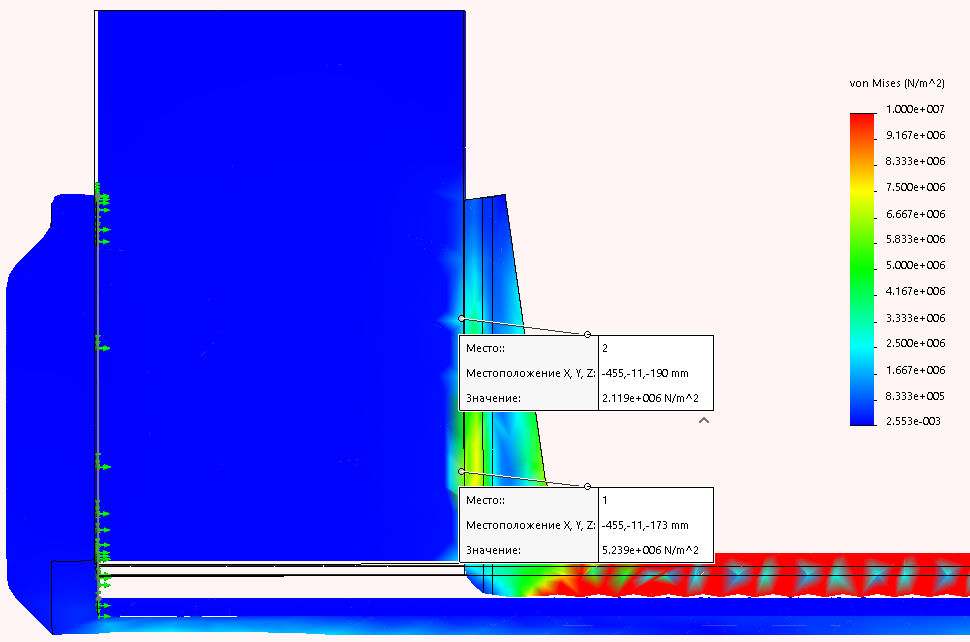 von Mises (N/m^2)
1.000e+007
9.167e+006
8.333e+006
7.500e+006
6.667e+006
5.833e+006
5.000e+006
4.167e+006
3.333e+006
2.500e+006
1.667e+006
8.333e+005
2.553e-003
Место:: 2
Местоположение X, Y, Z: -455,-11,-190 mm
Значение: 2.119e+006 N/m^2
Место:: 1
Местоположение X, Y, Z: -455,-11,-173 mm
Значение: 5.239e+006 N/m^2